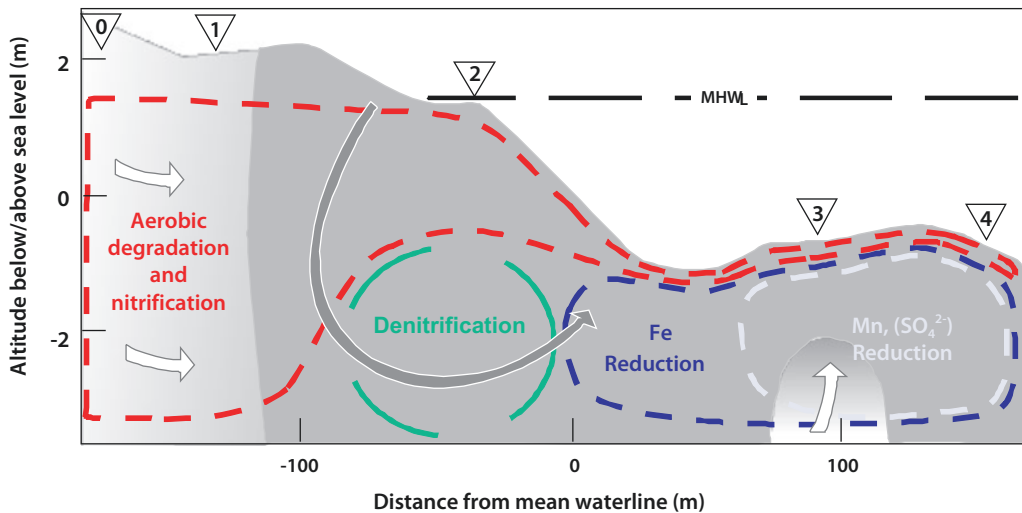 Altitude below/above sea level (m)
2
0
-2
0
1
2
MHWL
3
4
Aerobic
degradation
and
nitrification
Denitrification
Fe
Reduction
Mn, (SO₄²⁻)
Reduction
-100
0
100
Distance from mean waterline (m)